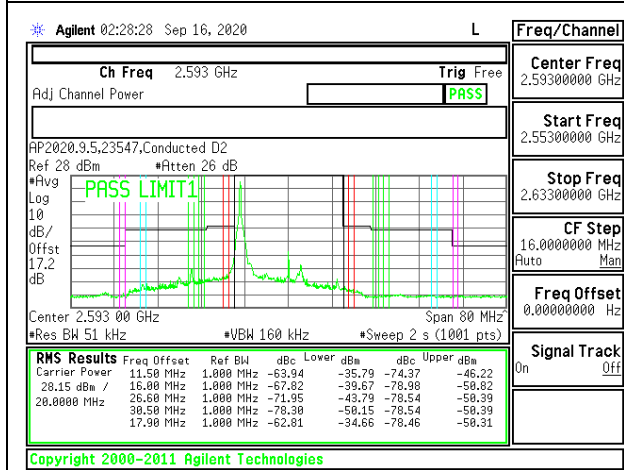 Agilent 02:28:28 Sep 16, 2020 L
Freq/Channel
Ch Freq 2.593 GHz Trig Free
Adj Channel Power PASS
AP2020.9.5,23547,Conducted D2
Ref 28 dBm #Atten 26 dB
#Avg
Log
10
dB/
Offst
17.2
dB
PASS LIMIT1
Center 2.593 00 GHz Span 80 MHz
#Res BW 51 kHz #VBW 160 kHz #Sweep 2 s (1001 pts)
RMS Results Freq Offset Ref BW dBc Lower dBm dBc Upper dBm
Carrier Power 11.50 MHz 1.000 MHz -63.94 -35.79 -74.37 -46.22
28.15 dBm / 16.00 MHz 1.000 MHz -67.82 -39.67 -78.98 -50.82
20.0000 MHz 26.60 MHz 1.000 MHz -71.95 -43.79 -78.54 -50.39
30.50 MHz 1.000 MHz -78.30 -50.15 -78.54 -50.39
17.90 MHz 1.000 MHz -62.81 -34.66 -78.46 -50.31
Copyright 2000-2011 Agilent Technologies
Center Freq
2.59300000 GHz
Start Freq
2.55300000 GHz
Stop Freq
2.63300000 GHz
CF Step
16.0000000 MHz
Auto Man
Freq Offset
0.00000000 Hz
Signal Track
On Off